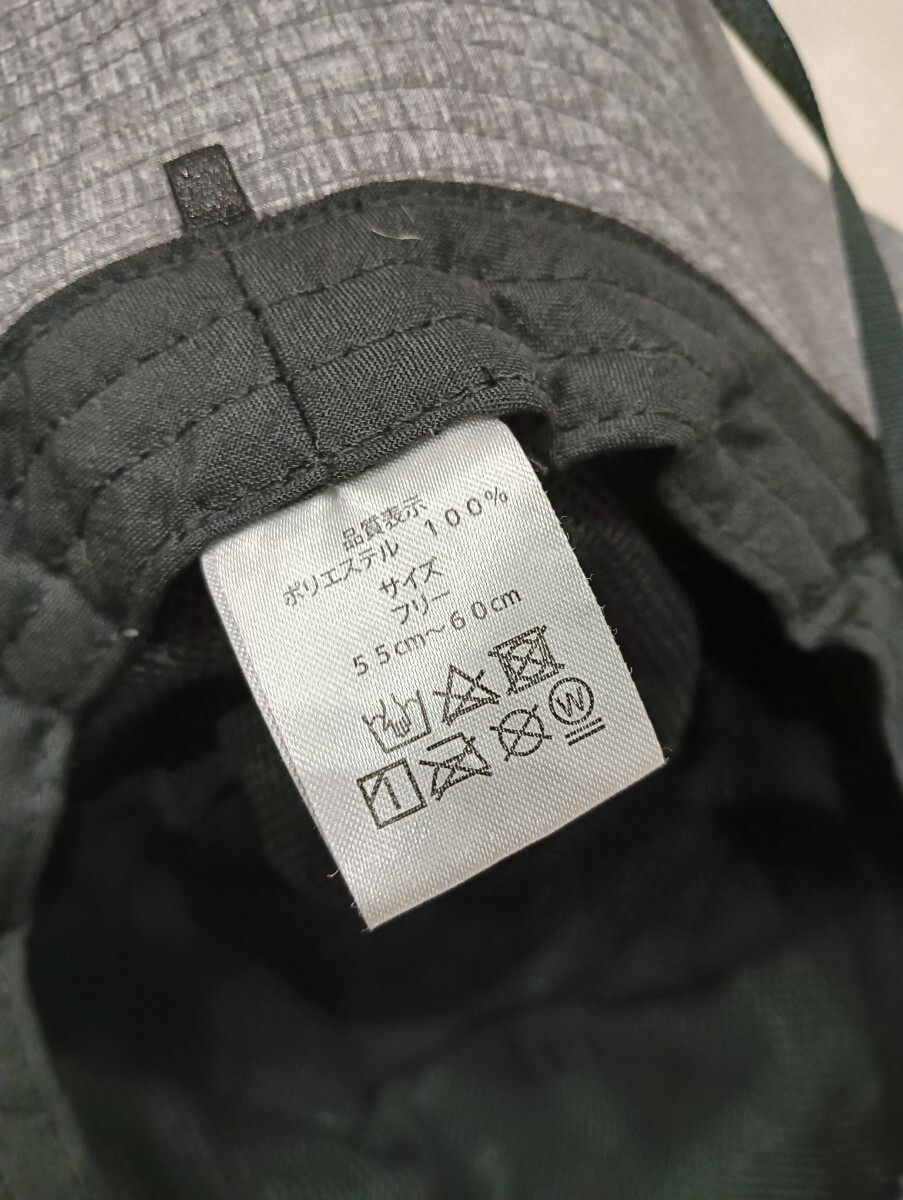 品質表示
ポリエステル 100%
サイズ
フリー
55cm～60cm
W